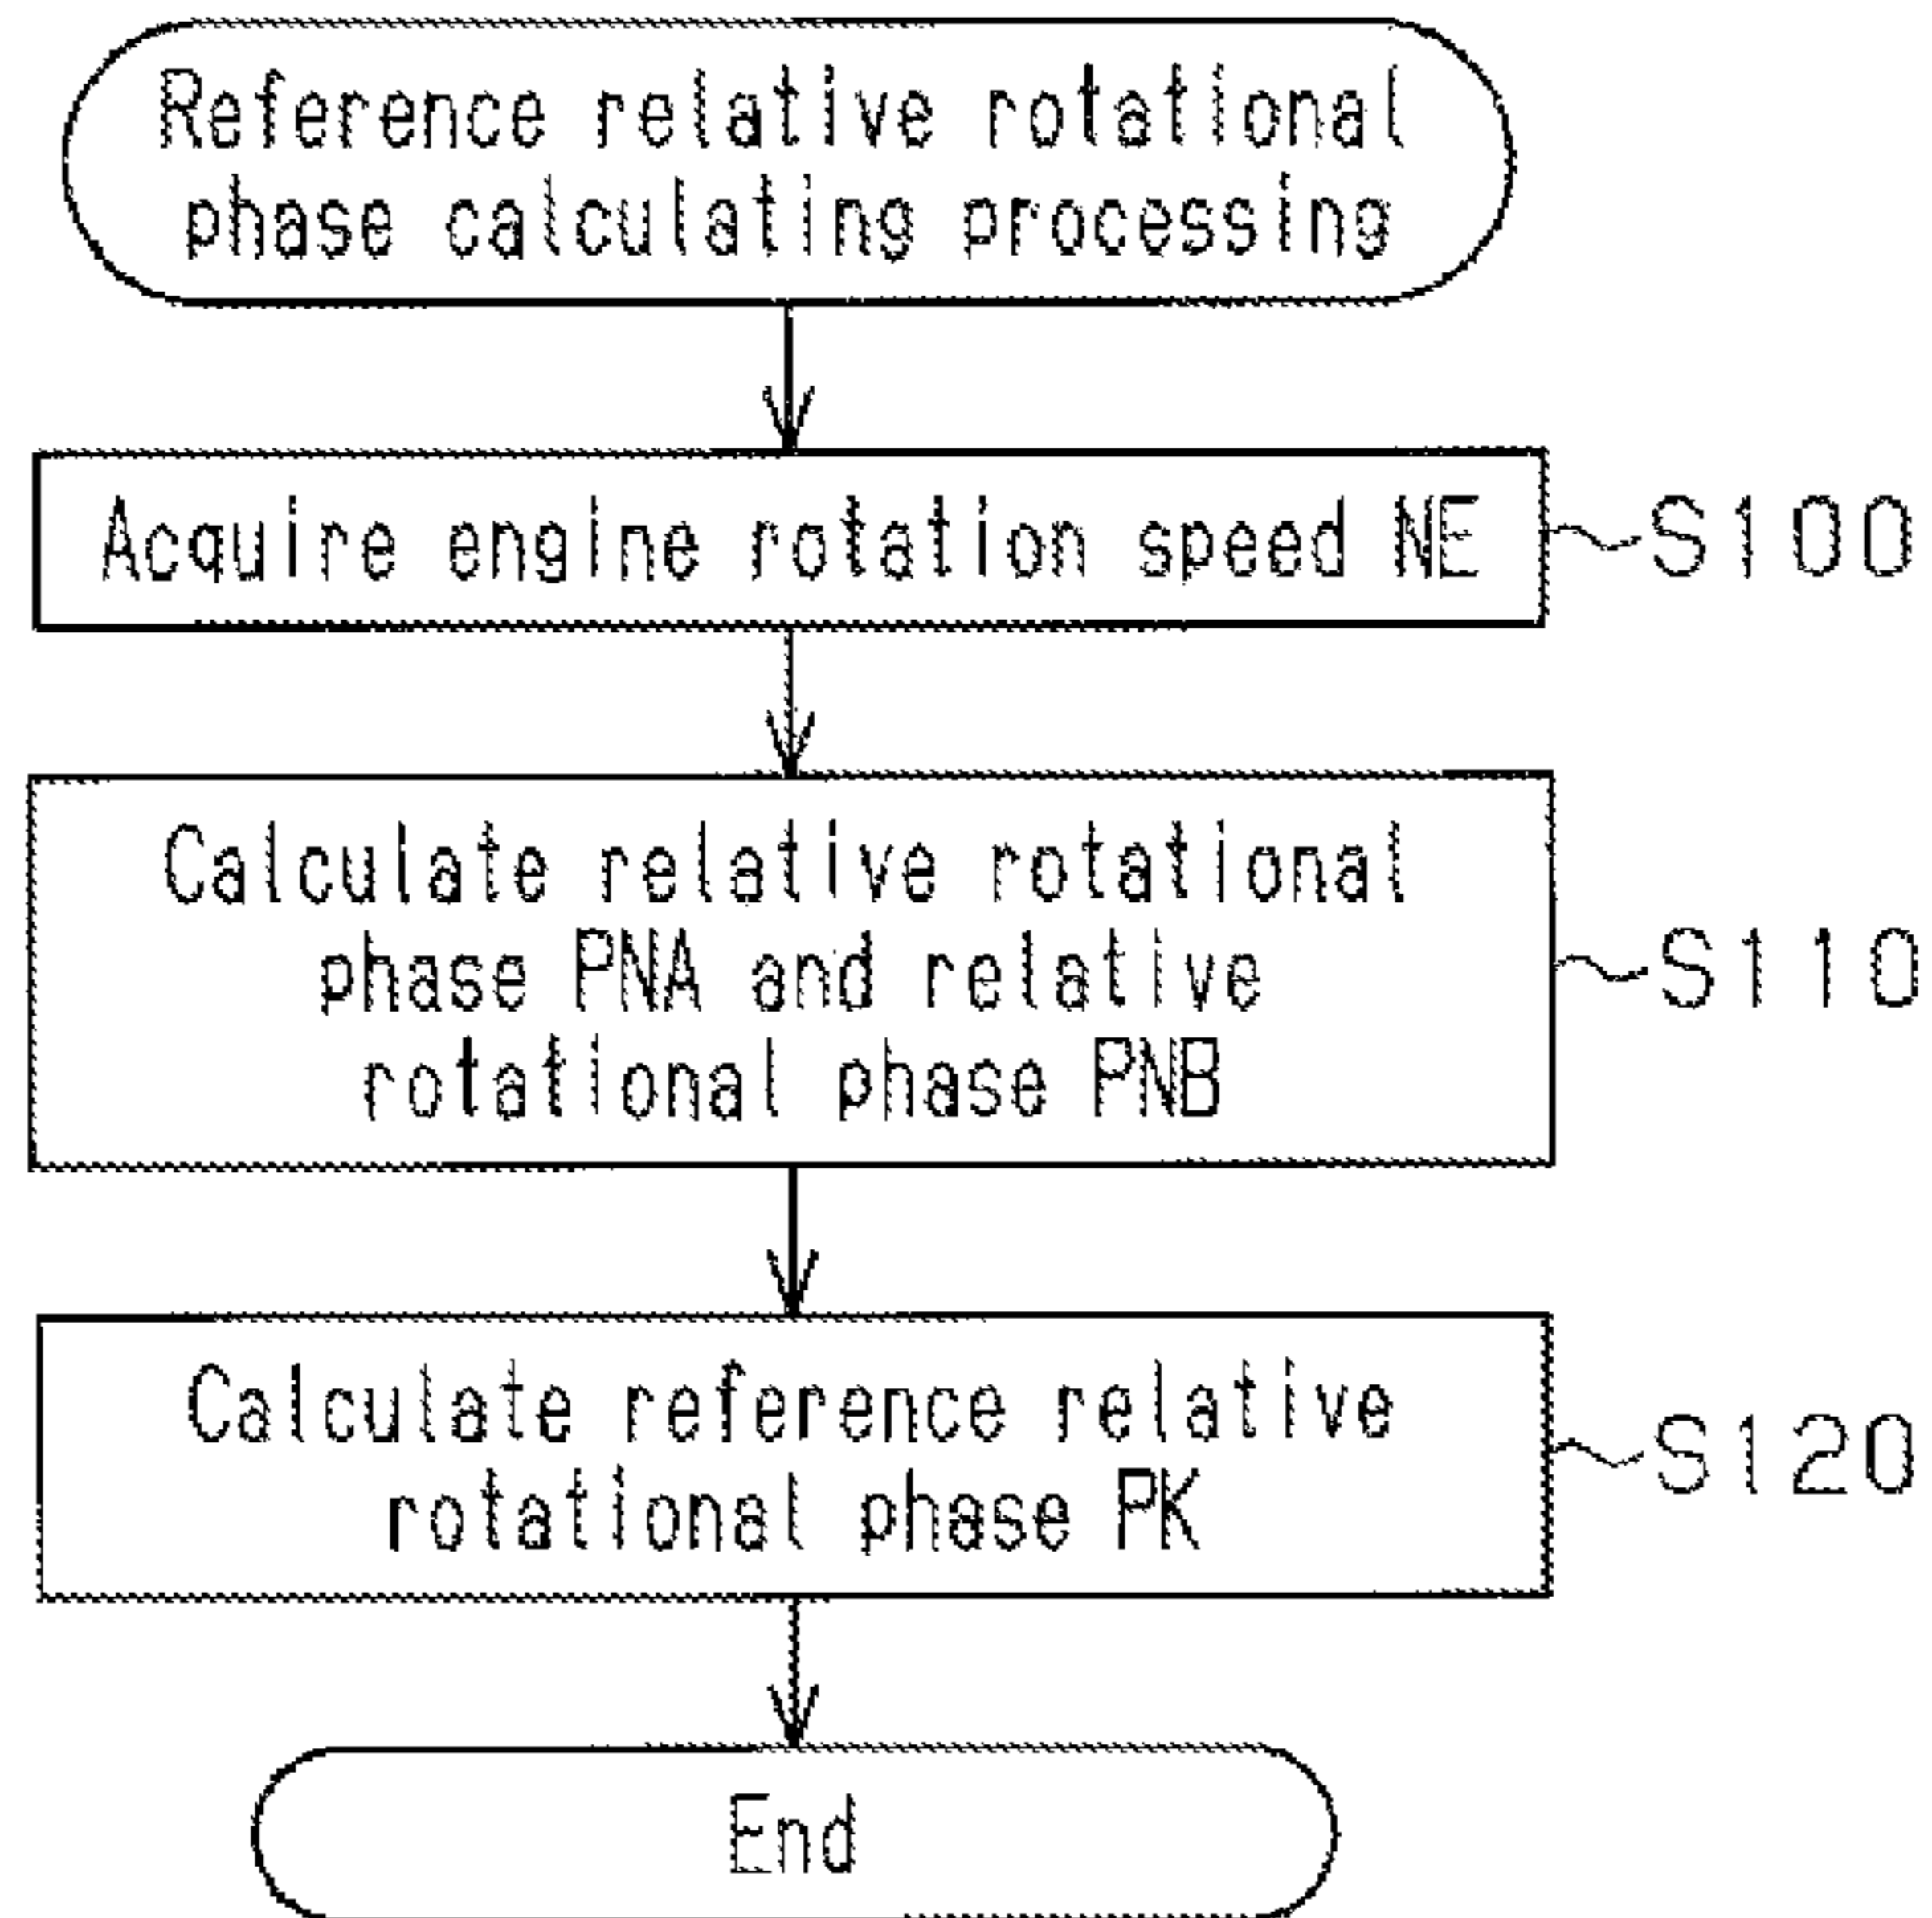 Reference relative rotational
phase calculating processing
Acquire engine rotation speed NE
S100
Calculate relative rotational
phase PNA and relative
rotational phase PNB
S110
Calculate reference relative
rotational phase PK
S120
End